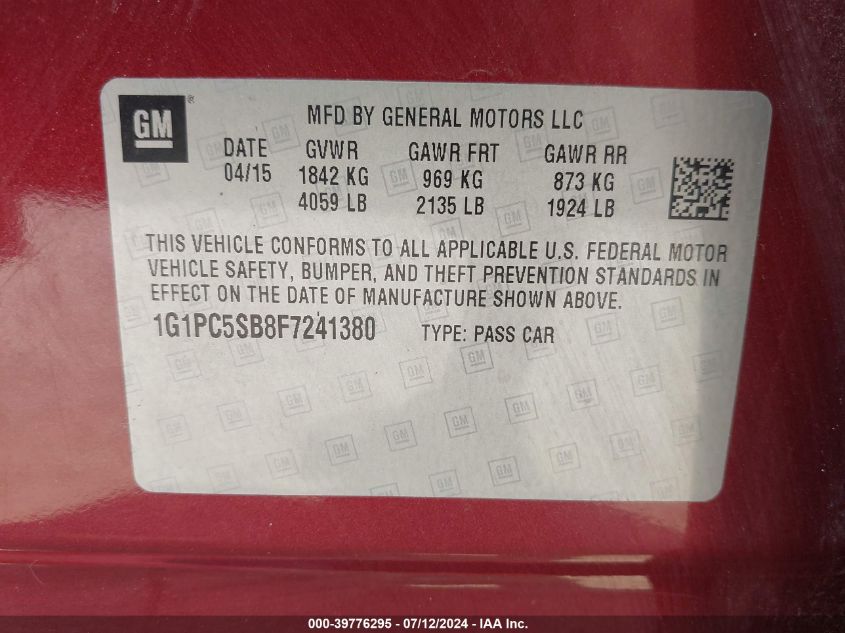 GM ® MFD BY GENERAL MOTORS LLC
DATE GVWR GAWR FRT GAWR RR
04/15 1842 KG 969 KG 873 KG
4059 LB 2135 LB 1924 LB
THIS VEHICLE CONFORMS TO ALL APPLICABLE U.S. FEDERAL MOTOR
VEHICLE SAFETY, BUMPER, AND THEFT PREVENTION STANDARDS IN
EFFECT ON THE DATE OF MANUFACTURE SHOWN ABOVE.
1G1PC5SB8F7241380 TYPE: PASS CAR
000-39776295 - 07/12/2024 - IAA Inc.